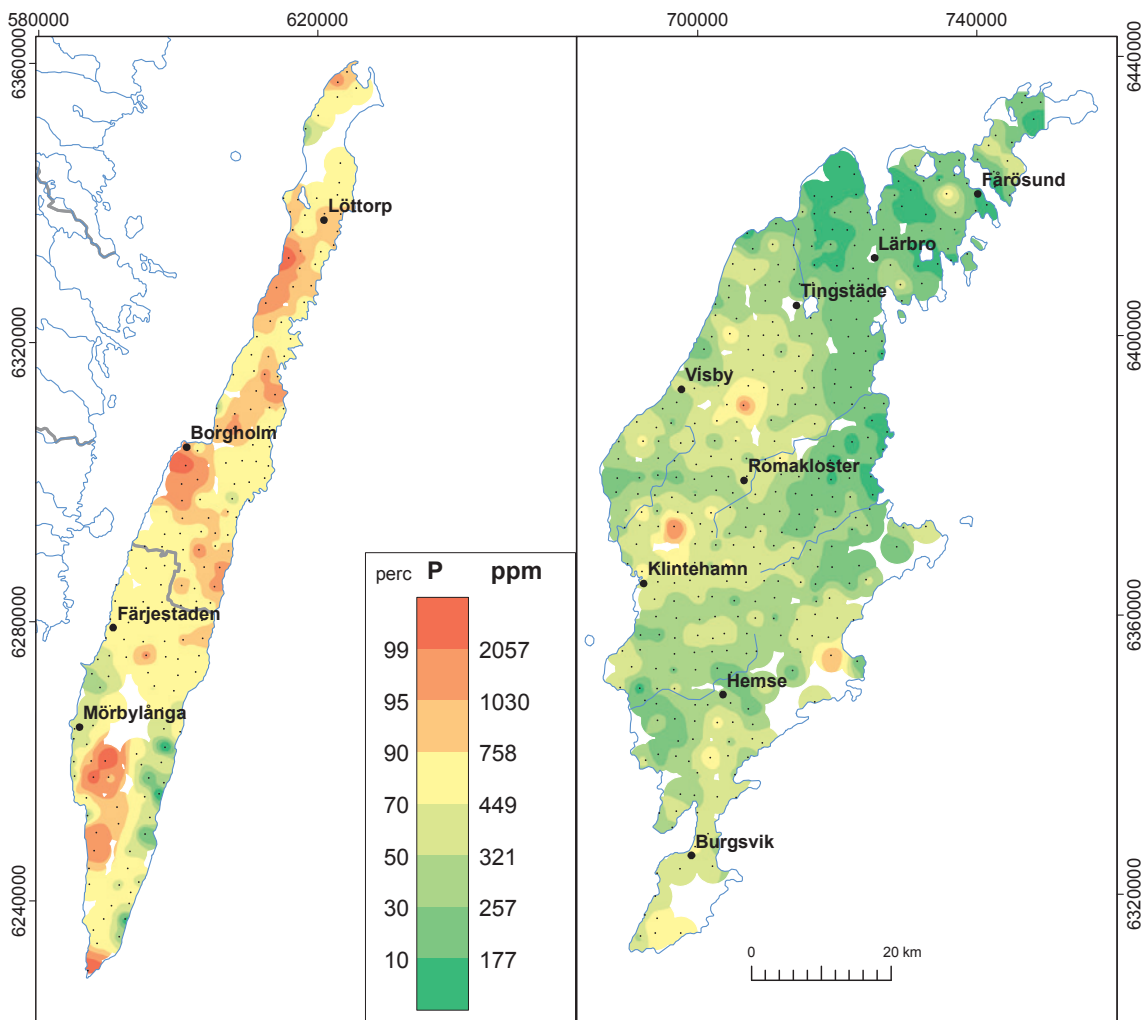 580000 620000 700000 740000
6360000
6320000
6280000
6240000
6440000
6400000
6360000
6320000
Löttorp
Borgholm
Färjestaden
Mörbylånga
Fårösund
Lärbro
Tingstäde
Visby
Romakloster
Klintehamn
Hemse
Burgsvik
perc P ppm
99 2057
95 1030
90 758
70 449
50 321
30 257
10 177
0 20 km